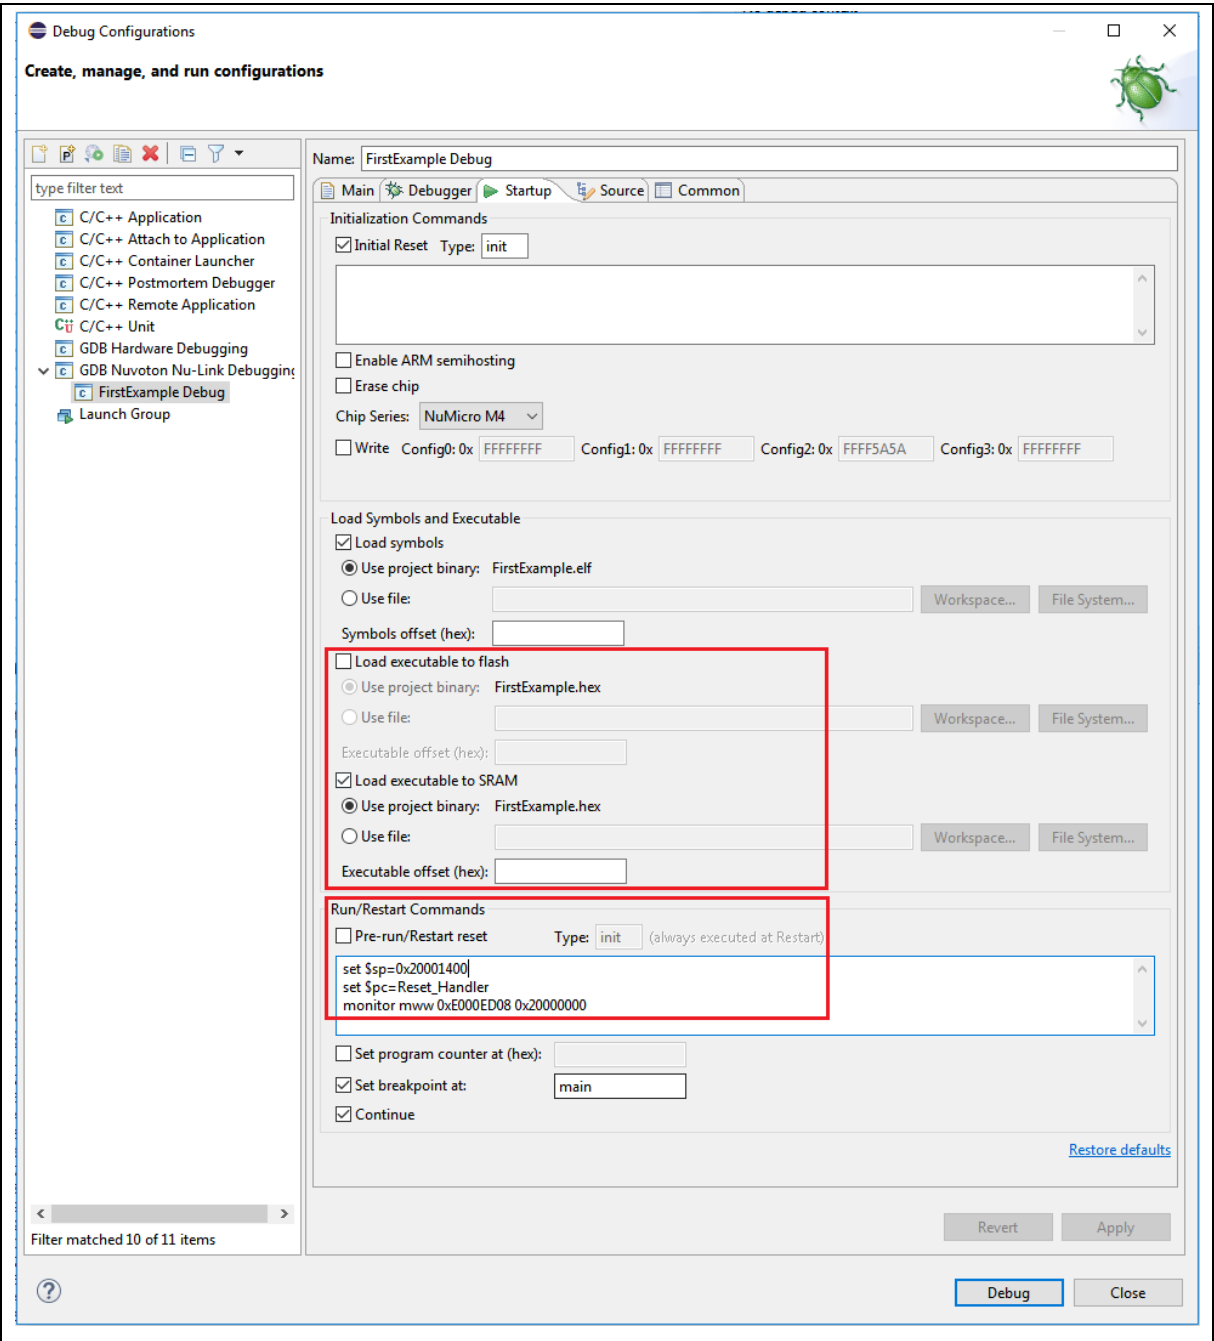 Debug Configurations
Create, manage, and run configurations
type filter text
C/C++ Application
C/C++ Attach to Application
C/C++ Container Launcher
C/C++ Postmortem Debugger
C/C++ Remote Application
C/C++ Unit
GDB Hardware Debugging
GDB Nuvoton Nu-Link Debugging
FirstExample Debug
Launch Group
Filter matched 10 of 11 items
Name: FirstExample Debug
Main Debugger Startup Source Common
Initialization Commands
Initial Reset Type: init
Enable ARM semihosting
Erase chip
Chip Series: NuMicro M4
Write Config0: 0x FFFFFFFF Config1: 0x FFFFFFFF Config2: 0x FFFF5A5A Config3: 0x FFFFFFFF
Load Symbols and Executable
Load symbols
Use project binary: FirstExample.elf
Use file: Workspace... File System...
Symbols offset (hex):
Load executable to flash
Use project binary: FirstExample.hex
Use file: Workspace... File System...
Executable offset (hex):
Load executable to SRAM
Use project binary: FirstExample.hex
Use file: Workspace... File System...
Executable offset (hex):
Run/Restart Commands
Pre-run/Restart reset Type: init (always executed at Restart)
set $sp=0x20001400
set $pc=Reset_Handler
monitor mww 0xE000ED08 0x20000000
Set program counter at (hex):
Set breakpoint at: main
Continue
Restore defaults
Revert Apply
Debug Close